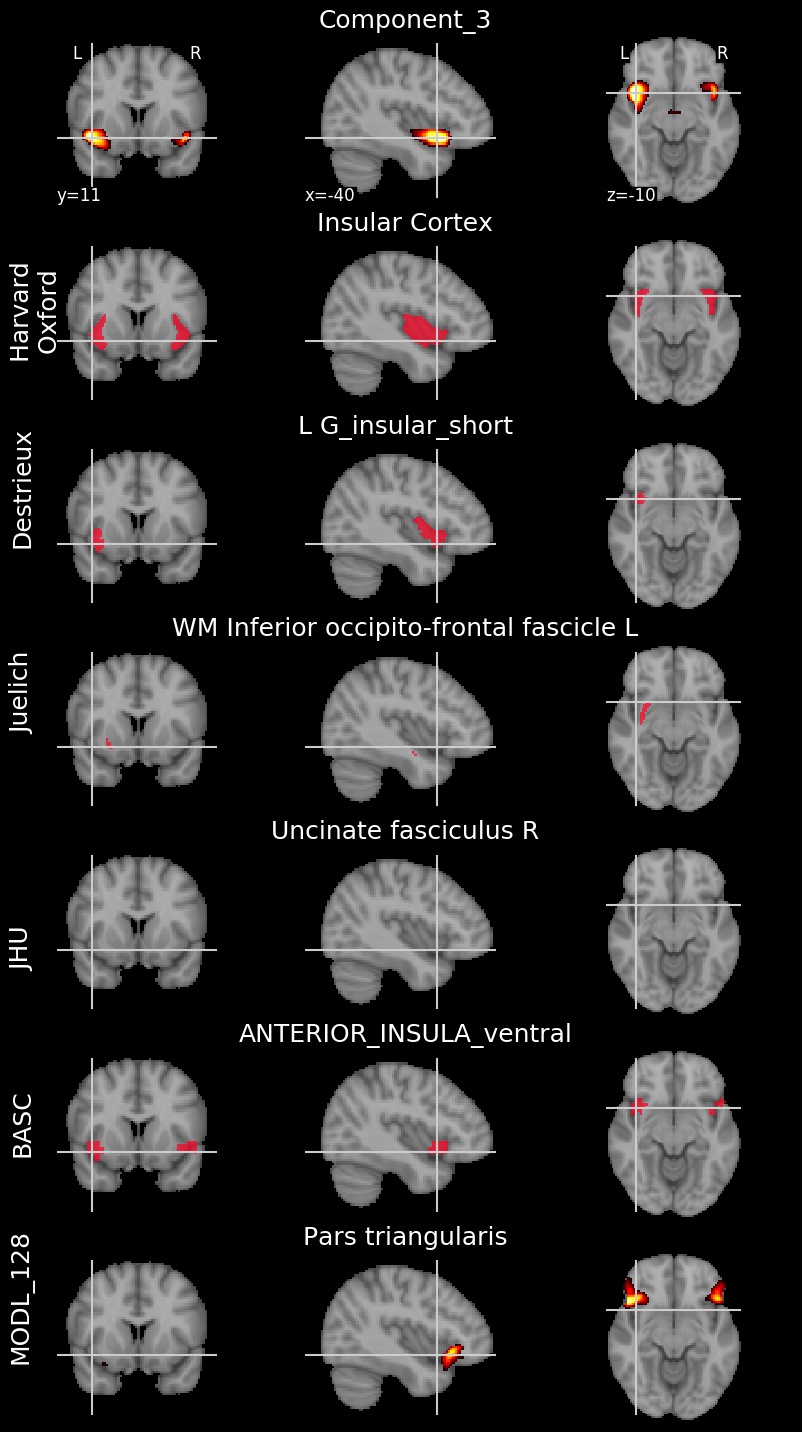 Component_3
L R
L R
y=11
x=-40
z=-10
Insular Cortex
Harvard
Oxford
L G_insular_short
Destrieux
WM Inferior occipito-frontal fascicle L
Juelich
Uncinate fasciculus R
JHU
ANTERIOR_INSULA_ventral
BASC
Pars triangularis
MODL_128